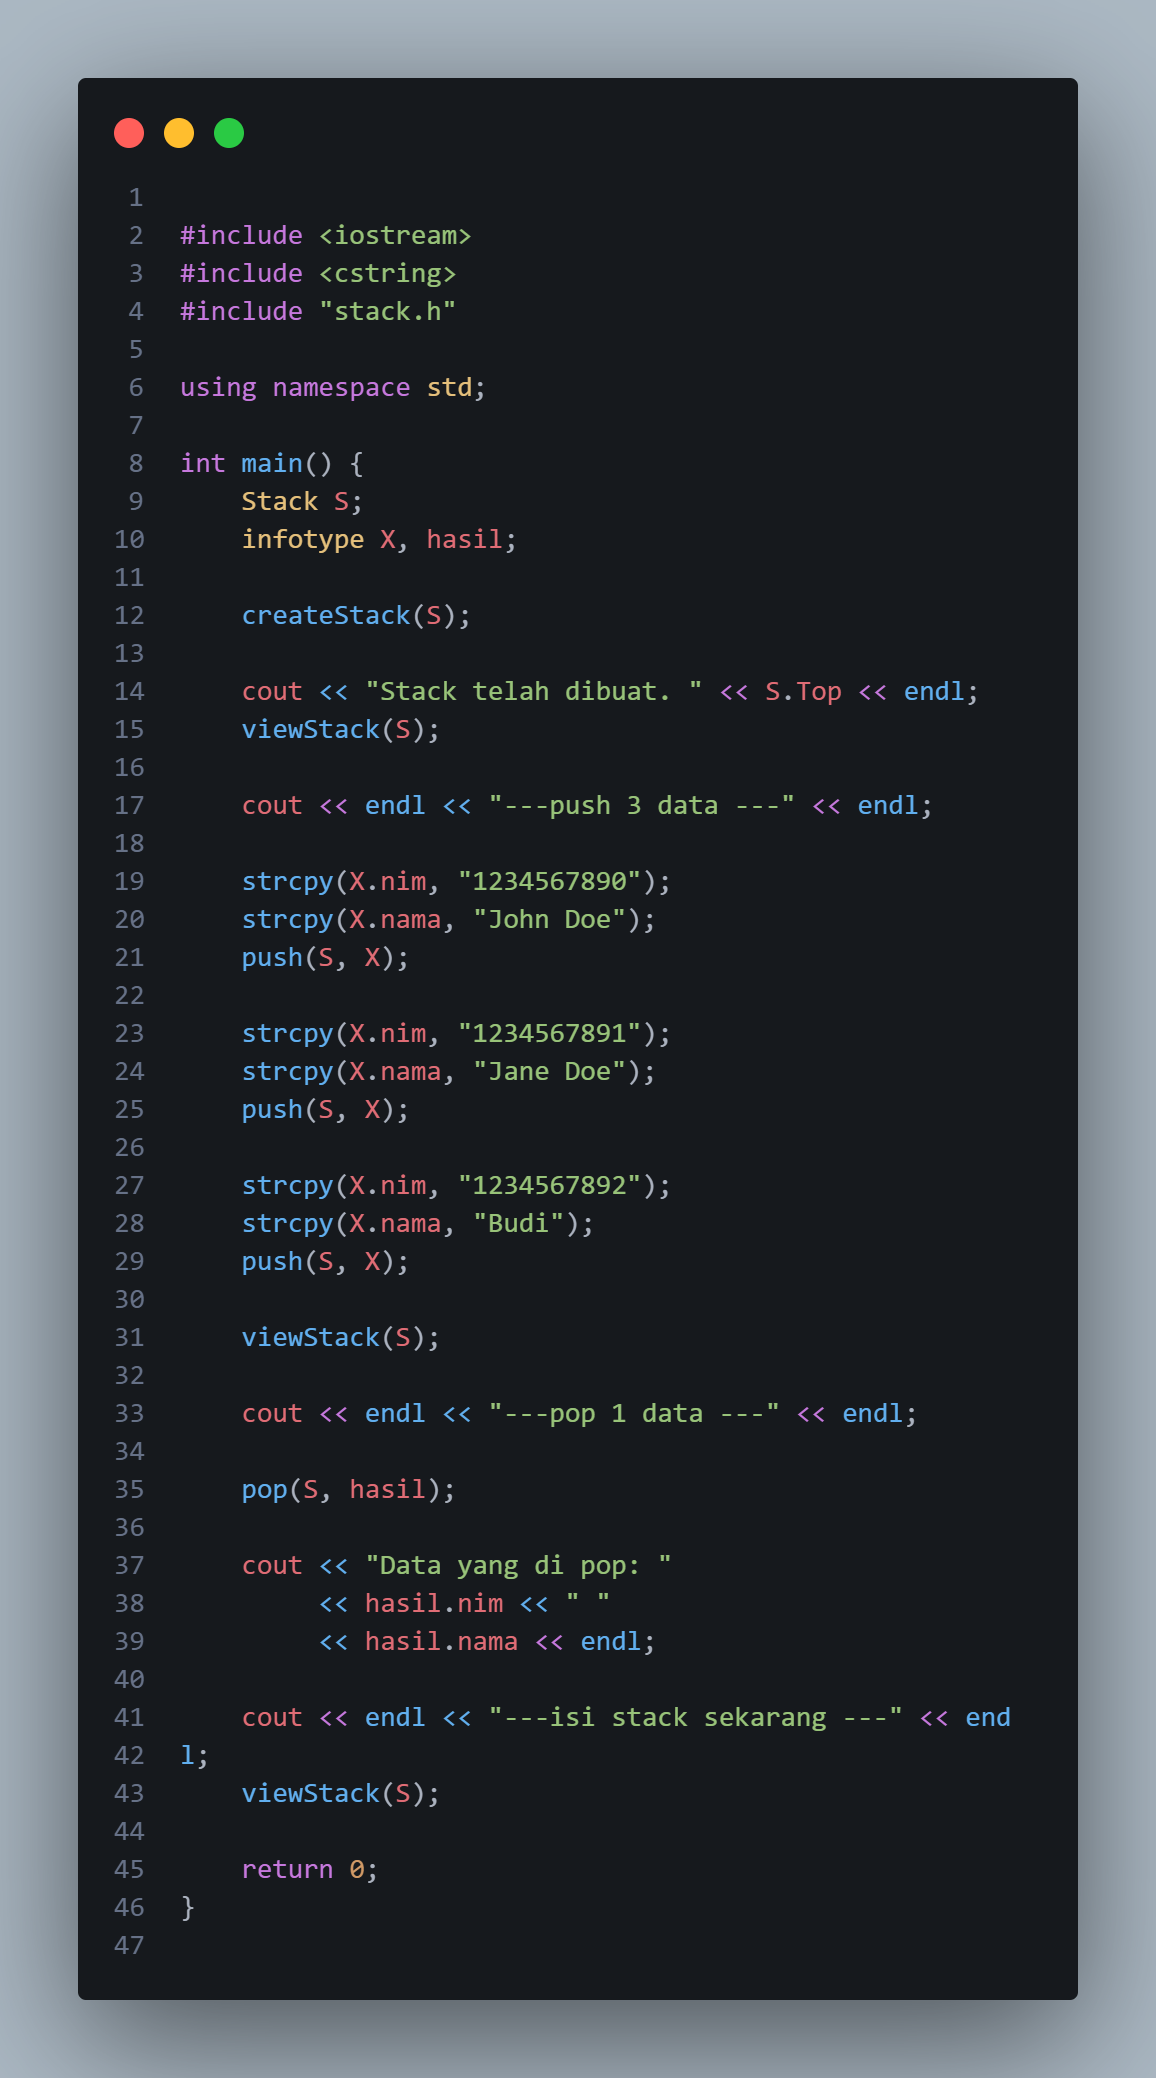 1
2 #include <iostream>
3 #include <cstring>
4 #include "stack.h"
5
6 using namespace std;
7
8 int main() {
9     Stack S;
10     infotype X, hasil;
11
12     createStack(S);
13
14     cout << "Stack telah dibuat. " << S.Top << endl;
15     viewStack(S);
16
17     cout << endl << "---push 3 data ---" << endl;
18
19     strcpy(X.nim, "1234567890");
20     strcpy(X.nama, "John Doe");
21     push(S, X);
22
23     strcpy(X.nim, "1234567891");
24     strcpy(X.nama, "Jane Doe");
25     push(S, X);
26
27     strcpy(X.nim, "1234567892");
28     strcpy(X.nama, "Budi");
29     push(S, X);
30
31     viewStack(S);
32
33     cout << endl << "---pop 1 data ---" << endl;
34
35     pop(S, hasil);
36
37     cout << "Data yang di pop: "
38          << hasil.nim << " "
39          << hasil.nama << endl;
40
41     cout << endl << "---isi stack sekarang ---" << end
42 l;
43     viewStack(S);
44
45     return 0;
46 }
47